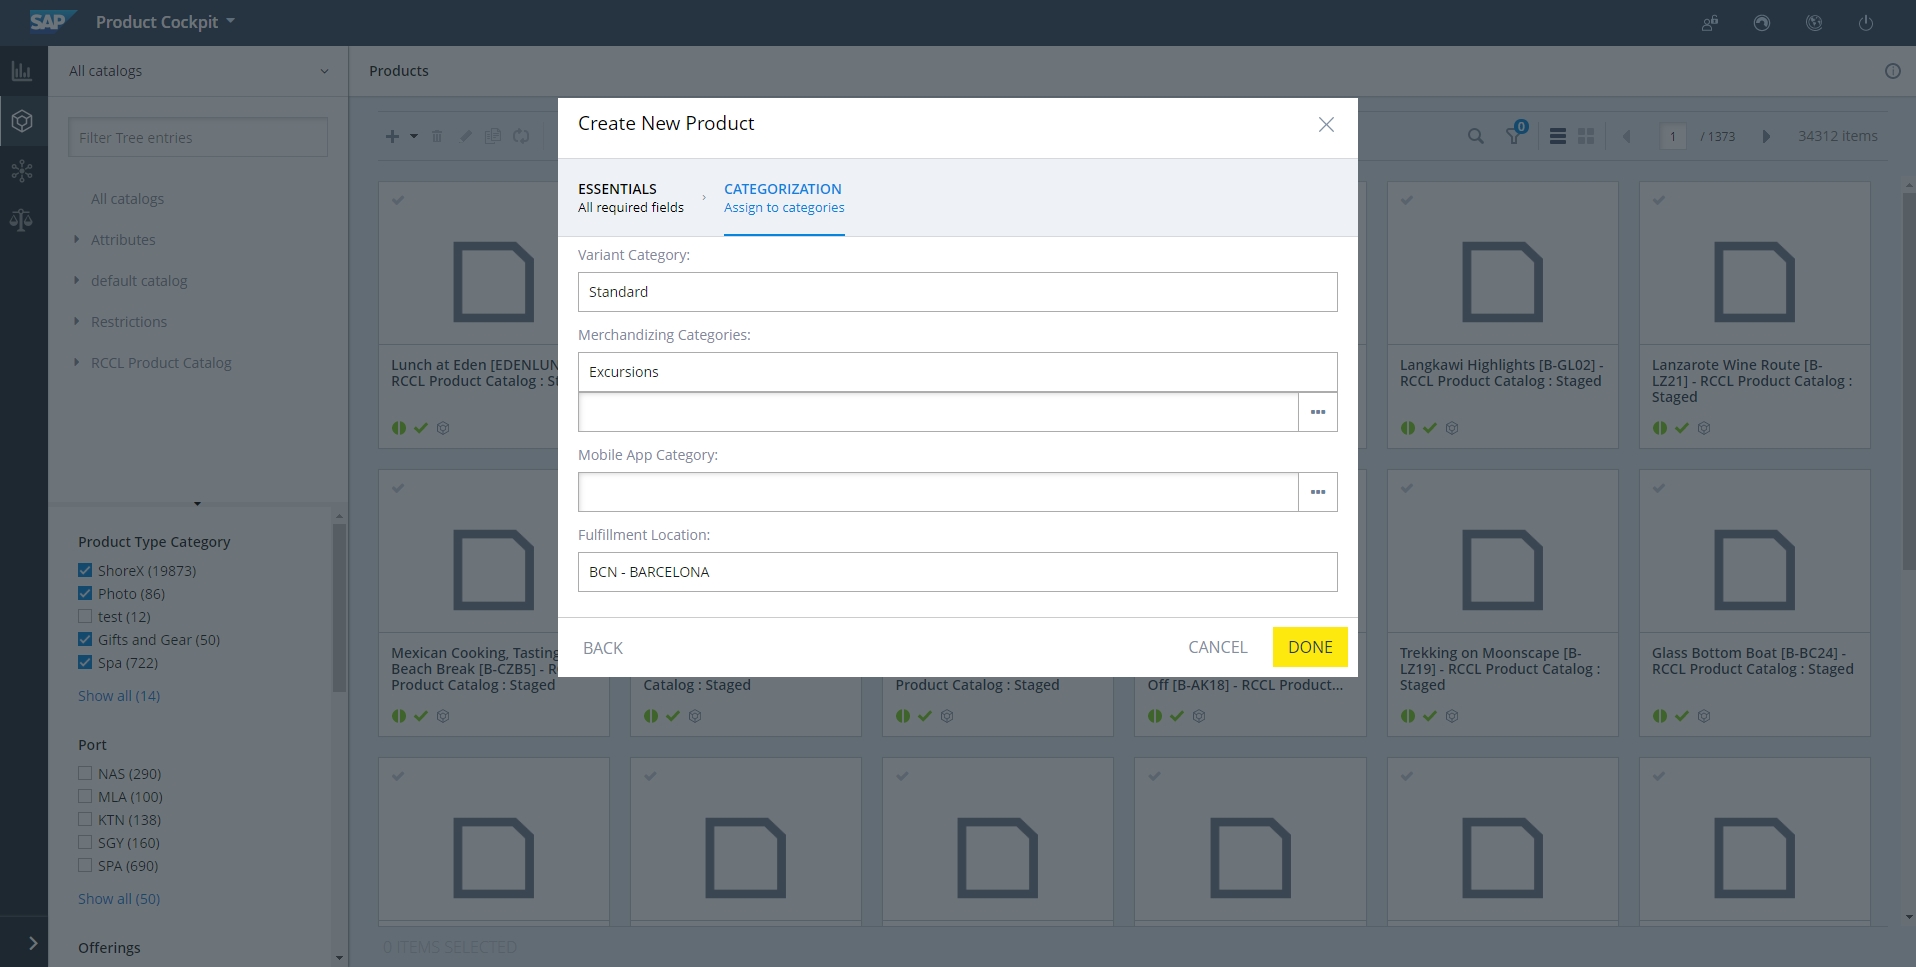 SAP Product Cockpit
All catalogs
Products
Filter Tree entries
All catalogs
Attributes
default catalog
Restrictions
RCCL Product Catalog
Product Type Category
ShoreX (19873)
Photo (86)
test (12)
Gifts and Gear (50)
Spa (722)
Show all (14)
Port
NAS (290)
MLA (100)
KTN (138)
SGY (160)
SPA (690)
Show all (50)
Offerings
0
1 / 1373
34312 items
Create New Product
ESSENTIALS
All required fields
CATEGORIZATION
Assign to categories
Variant Category:
Standard
Merchandizing Categories:
Excursions
Mobile App Category:
Fulfillment Location:
BCN - BARCELONA
BACK
CANCEL
DONE
Lunch at Eden [EDENLUN
RCCL Product Catalog : St
Langkawi Highlights [B-GL02] -
RCCL Product Catalog : Staged
Lanzarote Wine Route [B-
LZ21] - RCCL Product Catalog :
Staged
Mexican Cooking, Tasting
Beach Break [B-CZB5] - R
Product Catalog : Staged
Catalog : Staged
Product Catalog : Staged
Off [B-AK18] - RCCL Product...
Trekking on Moonscape [B-
LZ19] - RCCL Product Catalog :
Staged
Glass Bottom Boat [B-BC24] -
RCCL Product Catalog : Staged
0 ITEMS SELECTED